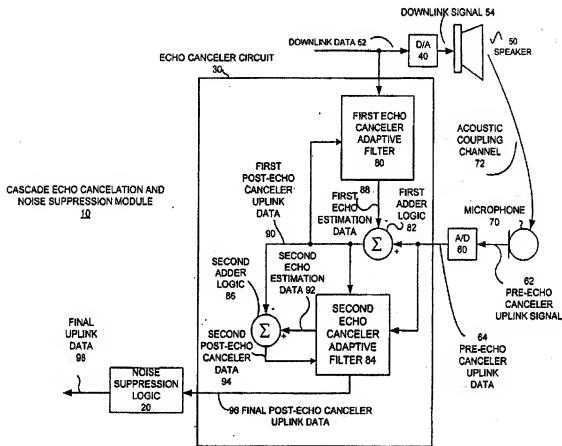 DOWNLINK SIGNAL 54
DOWNLINK DATA 52
D/A
40
50
SPEAKER
ECHO CANCELER CIRCUIT
30
FIRST ECHO
CANCELER
ADAPTIVE
FILTER
80
ACOUSTIC
COUPLING
CHANNEL
72
CASCADE ECHO CANCELATION AND
NOISE SUPPRESSION MODULE
10
FIRST
POST-ECHO
CANCELER
UPLINK
DATA
90
88
FIRST
ECHO
ESTIMATION
DATA
FIRST
ADDER
LOGIC
82
MICROPHONE
70
Σ
-
+
A/D
60
SECOND
ADDER
LOGIC
86
SECOND
ECHO
ESTIMATION
DATA 92
62
PRE-ECHO
CANCELER
UPLINK SIGNAL
Σ
-
+
SECOND
ECHO
CANCELER
ADAPTIVE
FILTER 84
64
PRE-ECHO
CANCELER
UPLINK
DATA
SECOND
POST-ECHO
CANCELER
DATA
94
FINAL
UPLINK
DATA
98
NOISE
SUPPRESSION
LOGIC
20
96 FINAL POST-ECHO CANCELER
UPLINK DATA